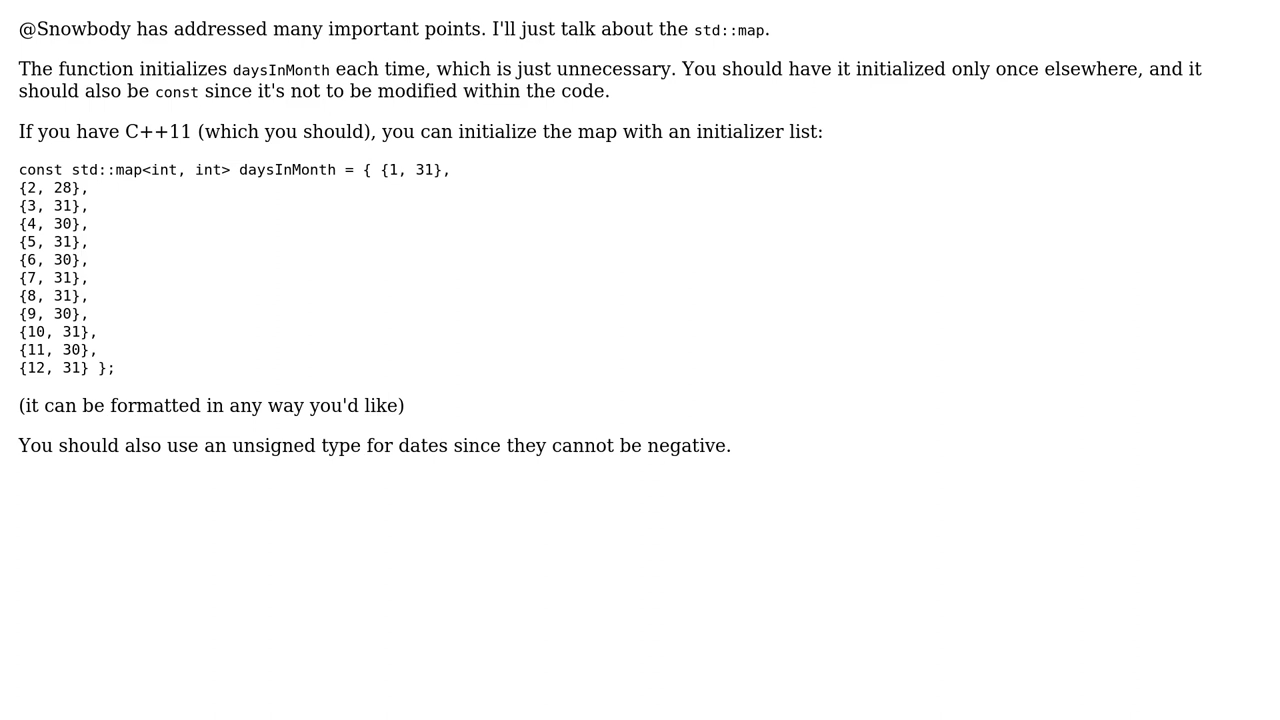 @Snowbody has addressed many important points. I'll just talk about the std::map.
The function initializes daysInMonth each time, which is just unnecessary. You should have it initialized only once elsewhere, and it
should also be const since it's not to be modified within the code.
If you have C++11 (which you should), you can initialize the map with an initializer list:
const std::map<int, int> daysInMonth = { {1, 31},
{2, 28},
{3, 31},
{4, 30},
{5, 31},
{6, 30},
{7, 31},
{8, 31},
{9, 30},
{10, 31},
{11, 30},
{12, 31} };
(it can be formatted in any way you'd like)
You should also use an unsigned type for dates since they cannot be negative.